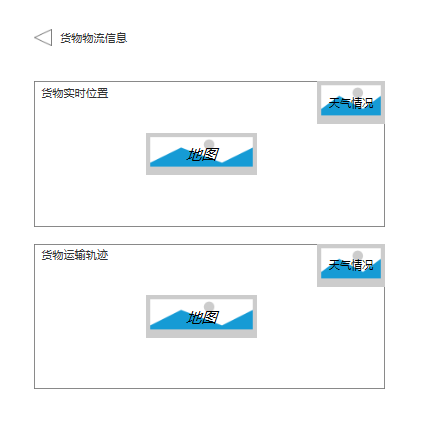 货物物流信息
货物实时位置
天气情况
地图
货物运输轨迹
天气情况
地图